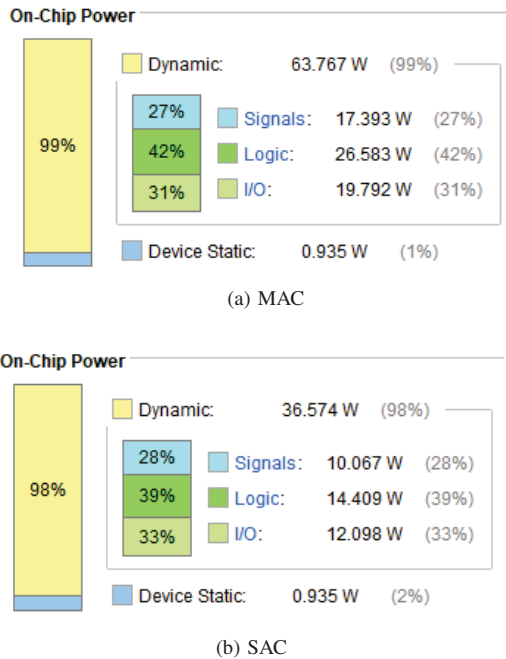 On-Chip Power
99%
Dynamic: 63.767 W (99%)
27% Signals: 17.393 W (27%)
42% Logic: 26.583 W (42%)
31% I/O: 19.792 W (31%)
Device Static: 0.935 W (1%)
(a) MAC
On-Chip Power
98%
Dynamic: 36.574 W (98%)
28% Signals: 10.067 W (28%)
39% Logic: 14.409 W (39%)
33% I/O: 12.098 W (33%)
Device Static: 0.935 W (2%)
(b) SAC